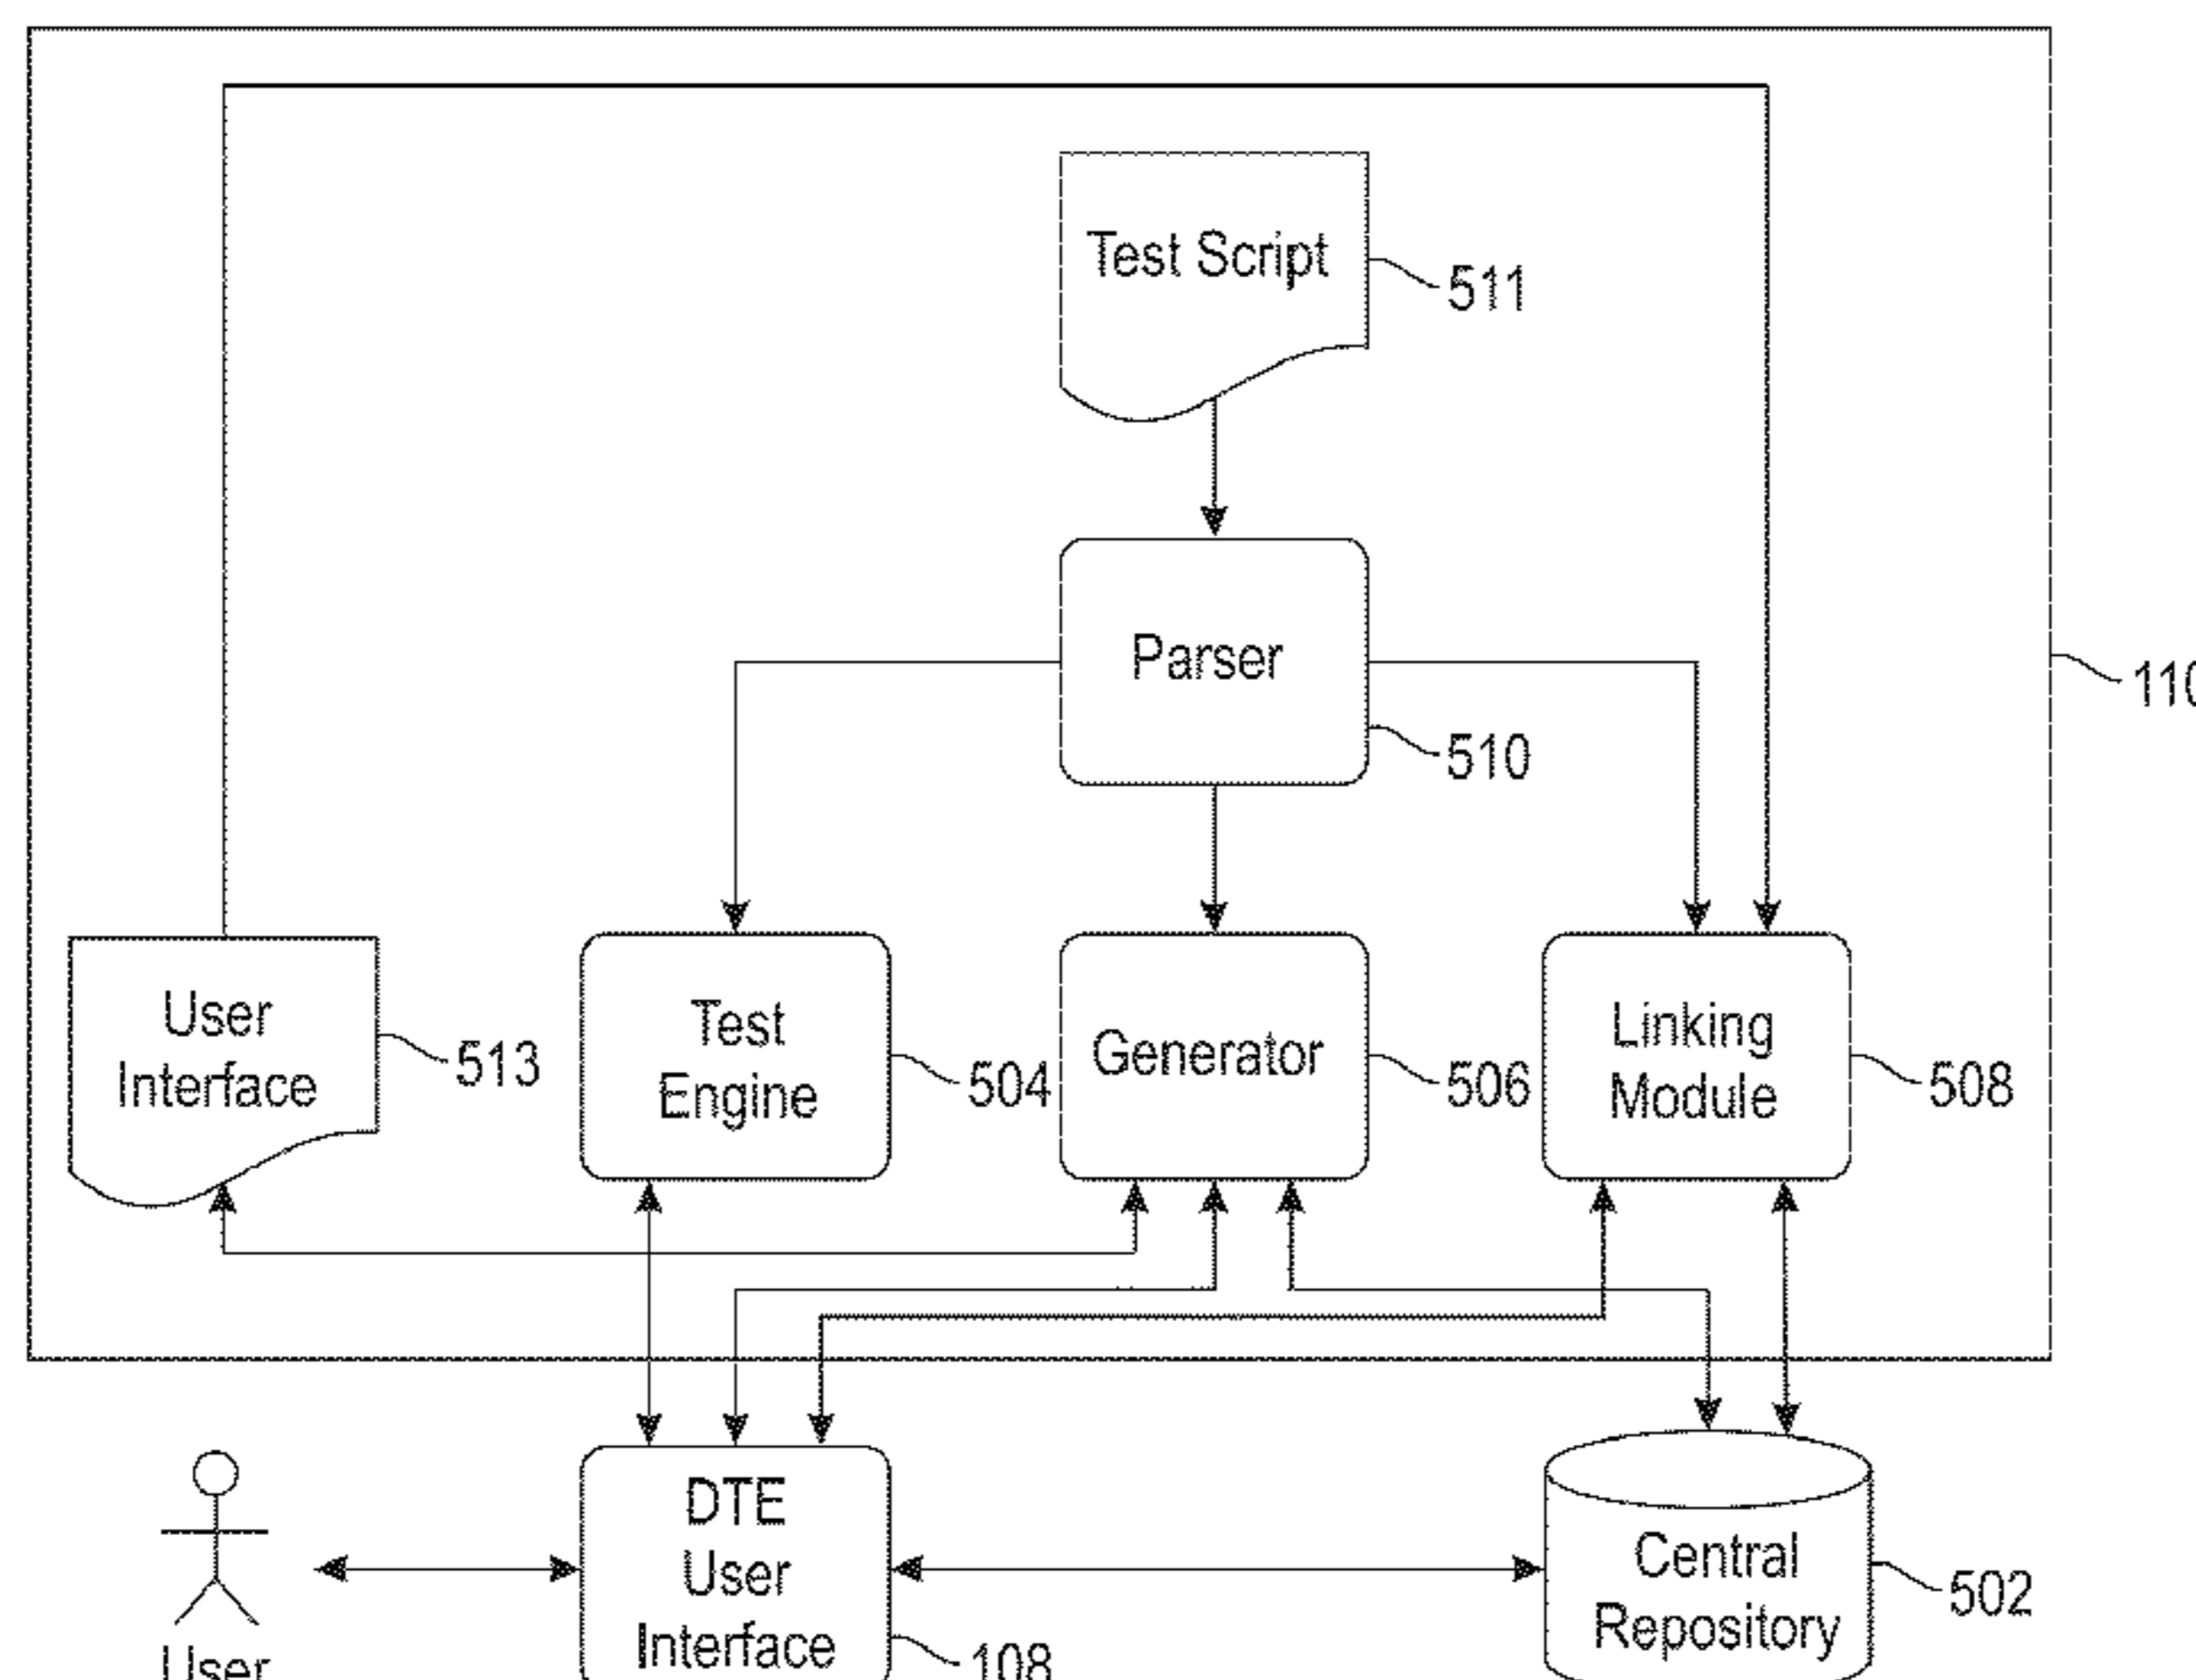 Test Script
511
Parser
510
110
User
Interface
513
Test
Engine
504
Generator
506
Linking
Module
508
DTE
User
Interface
108
Central
Repository
502
User